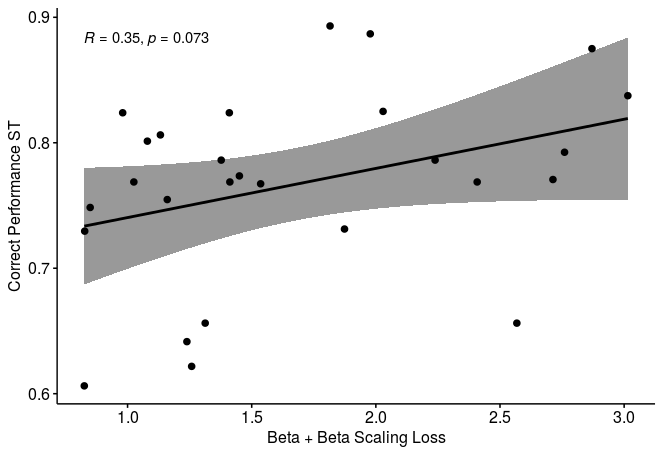 R = 0.35, p = 0.073
0.9
0.8
0.7
0.6
Correct Performance ST
1.0 1.5 2.0 2.5 3.0
Beta + Beta Scaling Loss